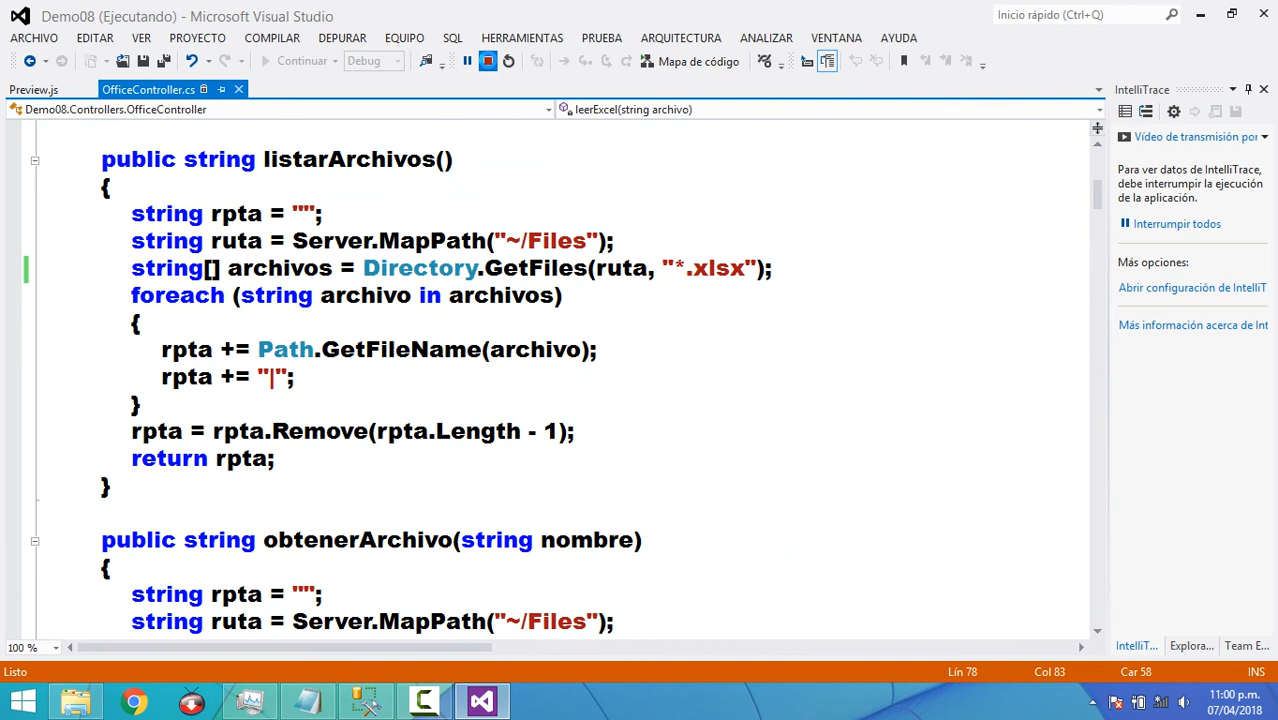 Demo08 (Ejecutando) - Microsoft Visual Studio
Inicio rápido (Ctrl+Q)
ARCHIVO EDITAR VER PROYECTO COMPILAR DEPURAR EQUIPO SQL HERRAMIENTAS PRUEBA ARQUITECTURA ANALIZAR VENTANA AYUDA
Continuar Debug Mapa de código
Preview.js OfficeController.cs IntelliTrace
Demo08.Controllers.OfficeController leerExcel(string archivo)
Vídeo de transmisión por
public string listarArchivos()
{
string rpta = "";
string ruta = Server.MapPath("~/Files");
string[] archivos = Directory.GetFiles(ruta, "*.xlsx");
foreach (string archivo in archivos)
{
rpta += Path.GetFileName(archivo);
rpta += "|";
}
rpta = rpta.Remove(rpta.Length - 1);
return rpta;
}
public string obtenerArchivo(string nombre)
{
string rpta = "";
string ruta = Server.MapPath("~/Files");
Para ver datos de IntelliTrace,
debe interrumpir la ejecución
de la aplicación.
Interrumpir todos
Más opciones:
Abrir configuración de IntelliT
Más información acerca de Int
100 %
IntelliT... Explora... Team E...
Listo Lín 78 Col 83 Car 58 INS
11:00 p.m.
07/04/2018